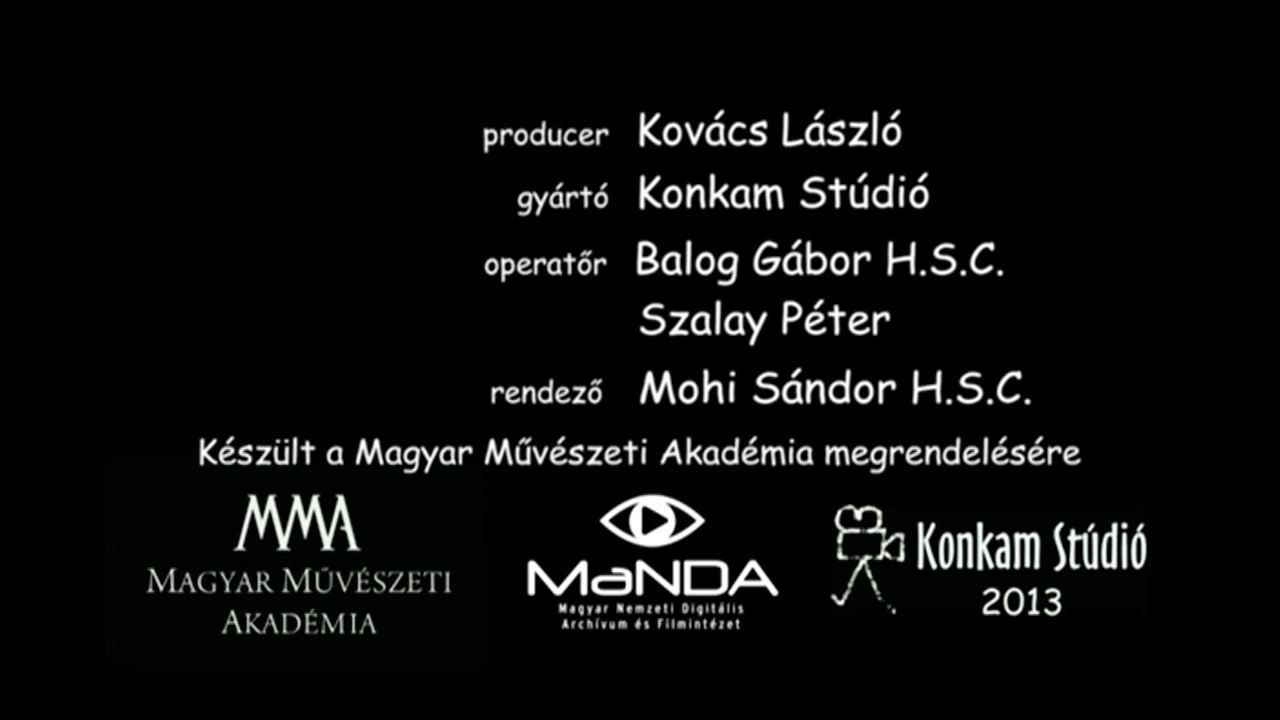 producer Kovács László
gyártó Konkam Stúdió
operatőr Balog Gábor H.S.C.
Szalay Péter
rendező Mohi Sándor H.S.C.
Készült a Magyar Művészeti Akadémia megrendelésére
MMA
MAGYAR MŰVÉSZETI
AKADÉMIA
MaNDA
Magyar Nemzeti Digitális
Archívum és Filmintézet
Konkam Stúdió
2013